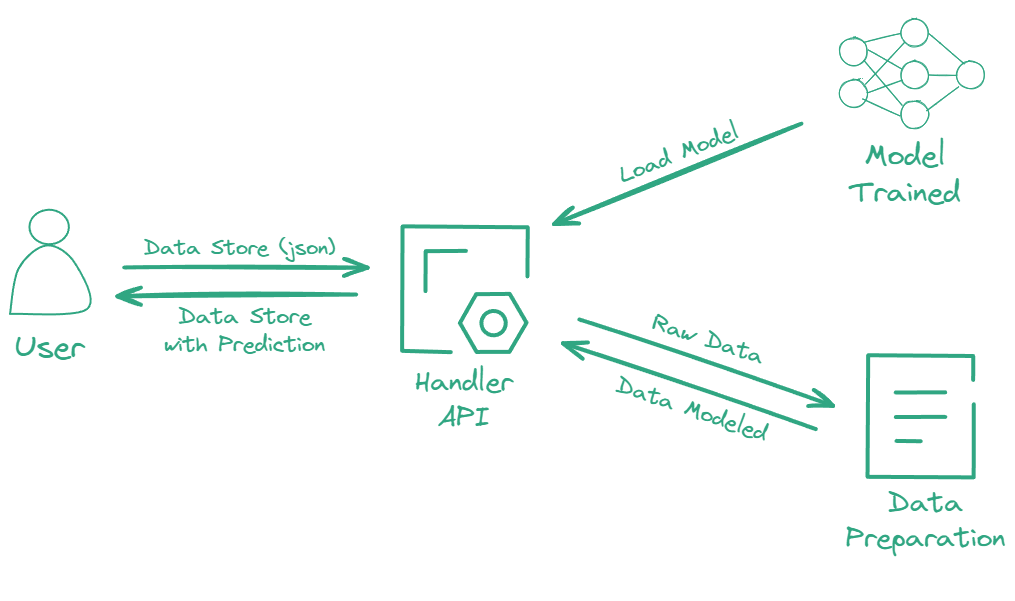 Load Model
Model
Trained
Data Store (json)
Data Store
with Prediction
User
Handler
API
Raw Data
Data Modeled
Data
Preparation